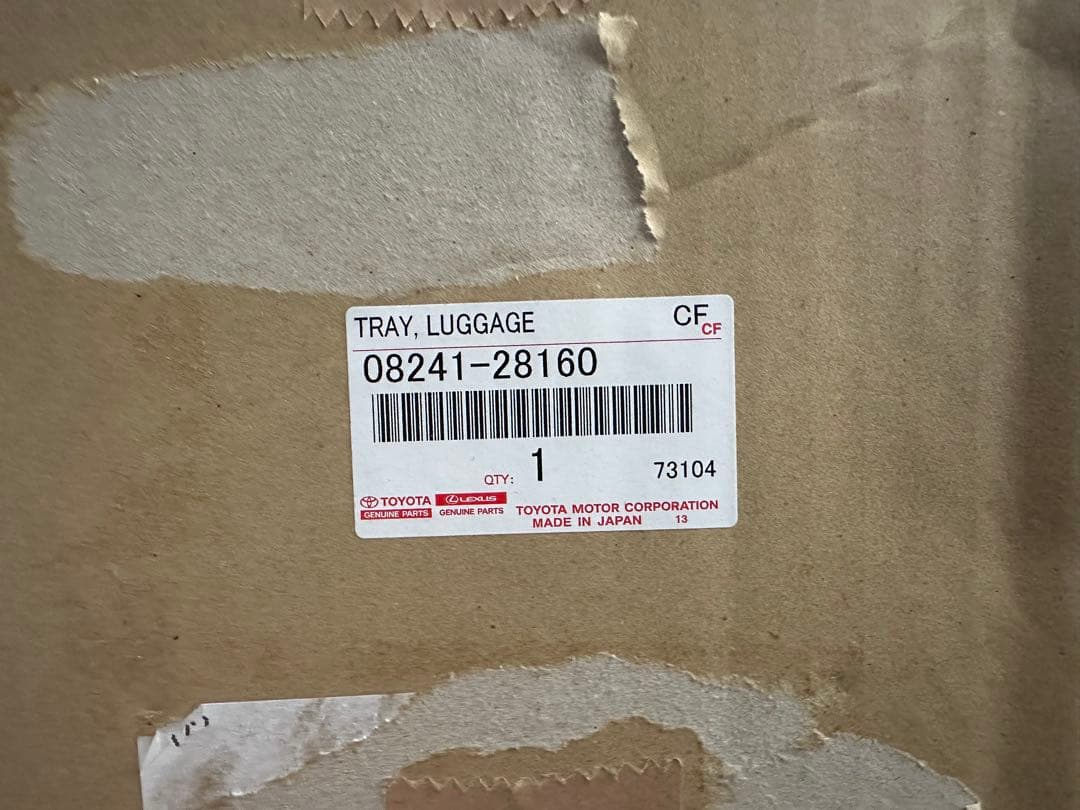 TRAY, LUGGAGE CF CF
08241-28160
QTY: 1 73104
TOYOTA LEXUS
GENUINE PARTS GENUINE PARTS
TOYOTA MOTOR CORPORATION
MADE IN JAPAN 13